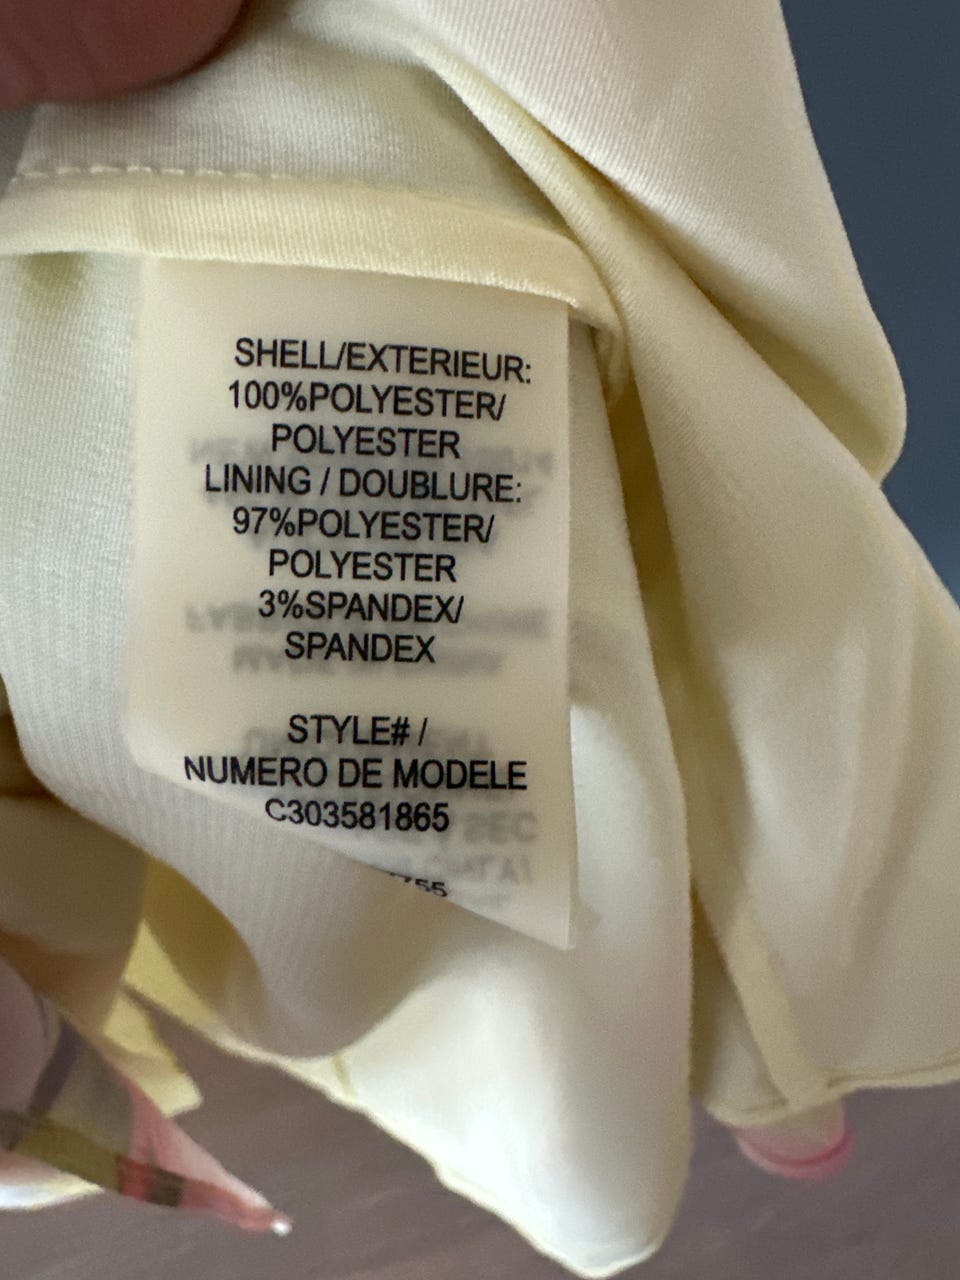 SHELL/EXTERIEUR:
100%POLYESTER/
POLYESTER
LINING / DOUBLURE:
97%POLYESTER/
POLYESTER
3%SPANDEX/
SPANDEX
STYLE# /
NUMERO DE MODELE
C303581865